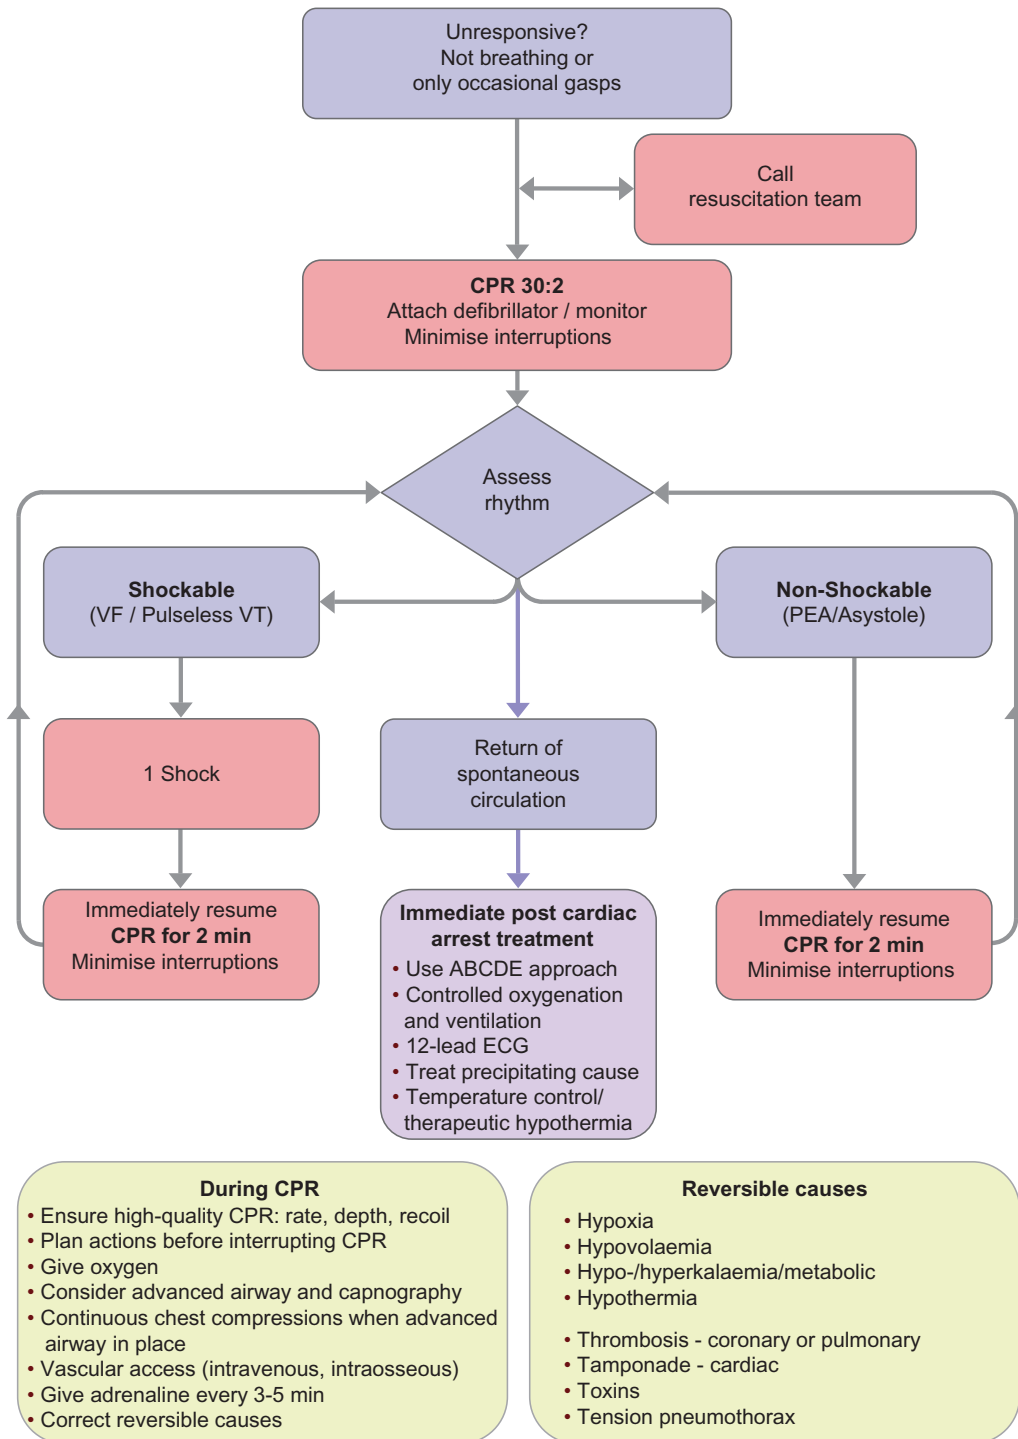 Unresponsive?
Not breathing or
only occasional gasps
Call
resuscitation team
CPR 30:2
Attach defibrillator / monitor
Minimise interruptions
Assess
rhythm
Shockable
(VF / Pulseless VT)
Non-Shockable
(PEA/Asystole)
1 Shock
Return of
spontaneous
circulation
Immediately resume
CPR for 2 min
Minimise interruptions
Immediate post cardiac
arrest treatment
• Use ABCDE approach
• Controlled oxygenation
and ventilation
• 12-lead ECG
• Treat precipitating cause
• Temperature control/
therapeutic hypothermia
Immediately resume
CPR for 2 min
Minimise interruptions
During CPR
• Ensure high-quality CPR: rate, depth, recoil
• Plan actions before interrupting CPR
• Give oxygen
• Consider advanced airway and capnography
• Continuous chest compressions when advanced
airway in place
• Vascular access (intravenous, intraosseous)
• Give adrenaline every 3-5 min
• Correct reversible causes
Reversible causes
• Hypoxia
• Hypovolaemia
• Hypo-/hyperkalaemia/metabolic
• Hypothermia
• Thrombosis - coronary or pulmonary
• Tamponade - cardiac
• Toxins
• Tension pneumothorax